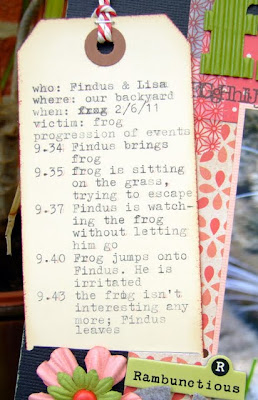 who: Findus & Lisa
where: our backyard
when: frog 2/6/11
victim: frog
progression of events
9.34 Findus brings
frog
9.35 frog is sitting
on the grass,
trying to escape
9.37 Findus is watch-
ing the frog
without letting
him go
9.40 Frog jumps onto
Findus. He is
irritated
9.43 the frog isn't
interesting any
more; Findus
leaves
R
Rambunctious